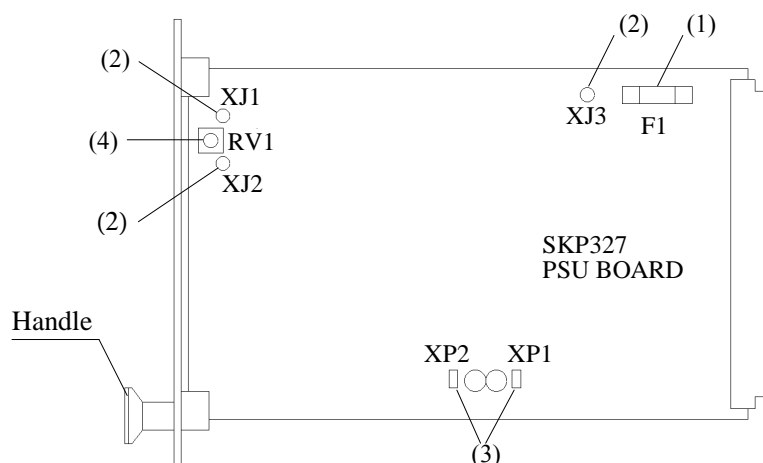 (2)
(2)
(1)
XJ1
XJ3
F1
(4)
RV1
XJ2
(2)
SKP327
PSU BOARD
Handle
XP2
XP1
(3)